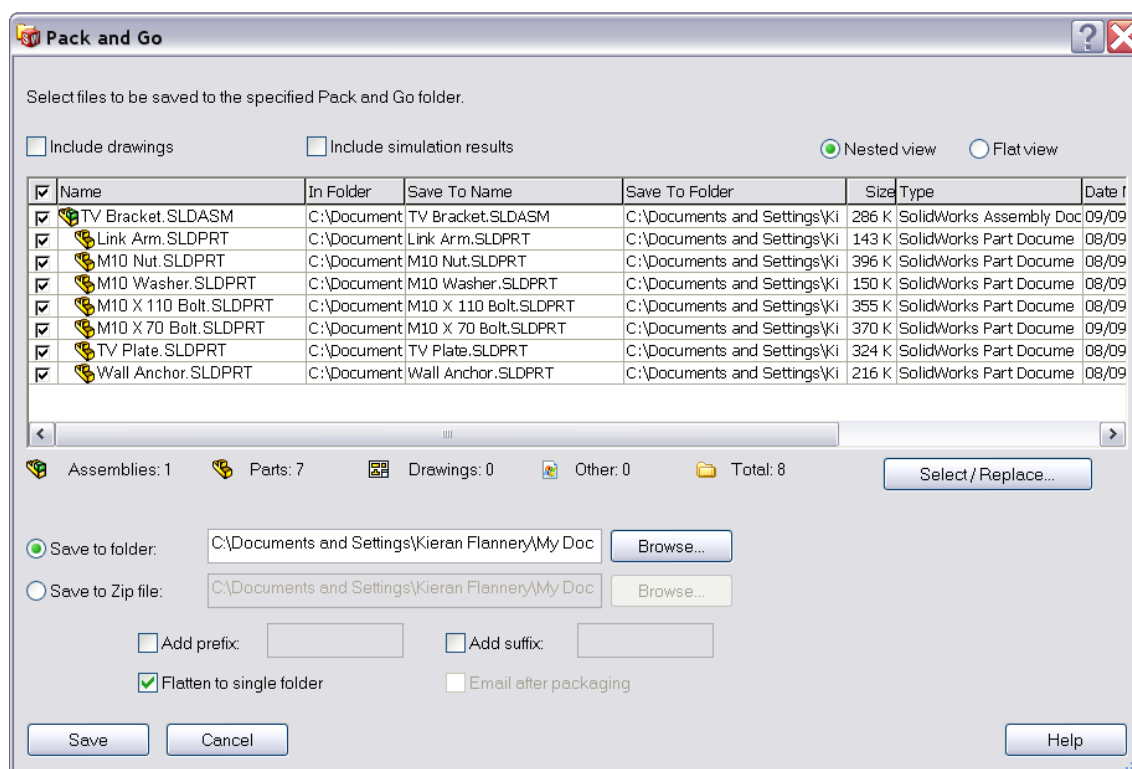 Pack and Go
Select files to be saved to the specified Pack and Go folder.
Include drawings Include simulation results Nested view Flat view
Name In Folder Save To Name Save To Folder Size Type Date
TV Bracket.SLDASM C:\Document TV Bracket.SLDASM C:\Documents and Settings\Ki 286 K SolidWorks Assembly Doc 09/09
Link Arm.SLDPRT C:\Document Link Arm.SLDPRT C:\Documents and Settings\Ki 143 K SolidWorks Part Docume 08/09
M10 Nut.SLDPRT C:\Document M10 Nut.SLDPRT C:\Documents and Settings\Ki 396 K SolidWorks Part Docume 08/09
M10 Washer.SLDPRT C:\Document M10 Washer.SLDPRT C:\Documents and Settings\Ki 150 K SolidWorks Part Docume 08/09
M10 X 110 Bolt.SLDPRT C:\Document M10 X 110 Bolt.SLDPRT C:\Documents and Settings\Ki 355 K SolidWorks Part Docume 08/09
M10 X 70 Bolt.SLDPRT C:\Document M10 X 70 Bolt.SLDPRT C:\Documents and Settings\Ki 370 K SolidWorks Part Docume 09/09
TV Plate.SLDPRT C:\Document TV Plate.SLDPRT C:\Documents and Settings\Ki 324 K SolidWorks Part Docume 08/09
Wall Anchor.SLDPRT C:\Document Wall Anchor.SLDPRT C:\Documents and Settings\Ki 216 K SolidWorks Part Docume 08/09
Assemblies: 1 Parts: 7 Drawings: 0 Other: 0 Total: 8 Select / Replace...
Save to folder: C:\Documents and Settings\Kieran Flannery\My Doc Browse...
Save to Zip file: C:\Documents and Settings\Kieran Flannery\My Doc Browse...
Add prefix: Add suffix:
Flatten to single folder Email after packaging
Save Cancel Help